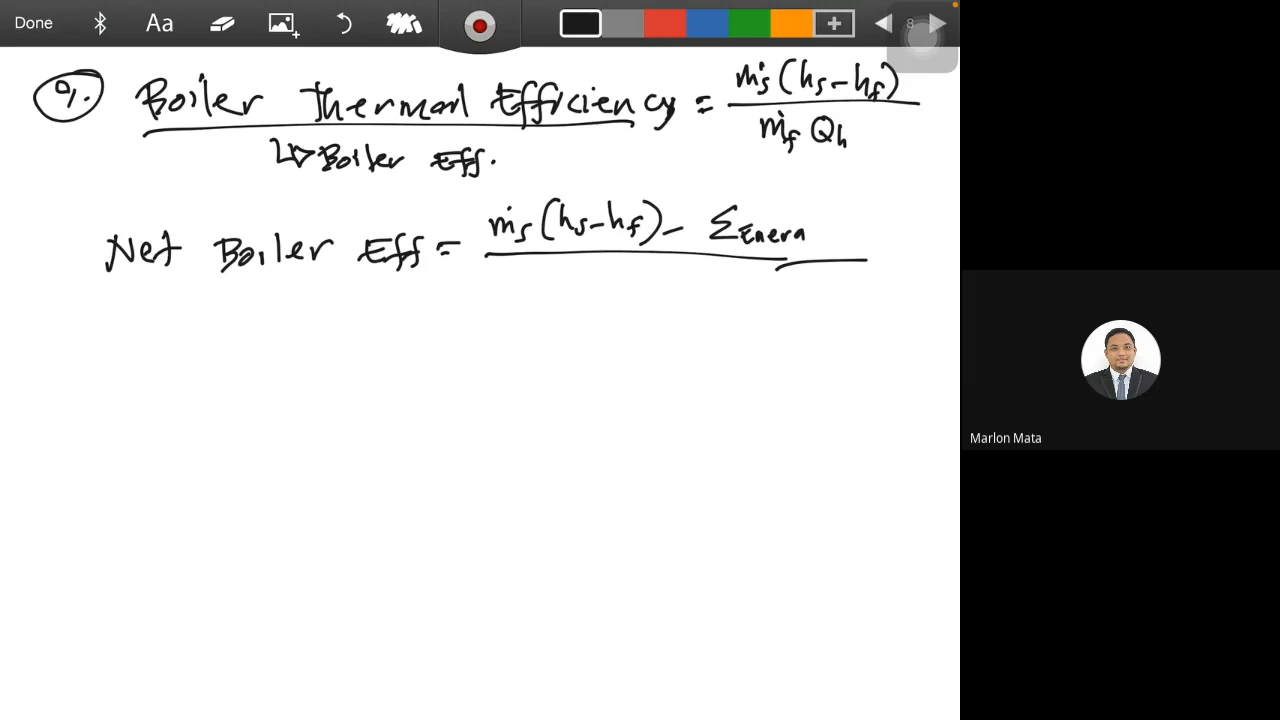 Done
Aa
8
9. Boiler Thermal Efficiency = ṁs (hs - hf) / ṁf Qh
↳ Boiler Eff.
Net Boiler Eff = ṁs (hs - hf) - ΣEnera
Marlon Mata